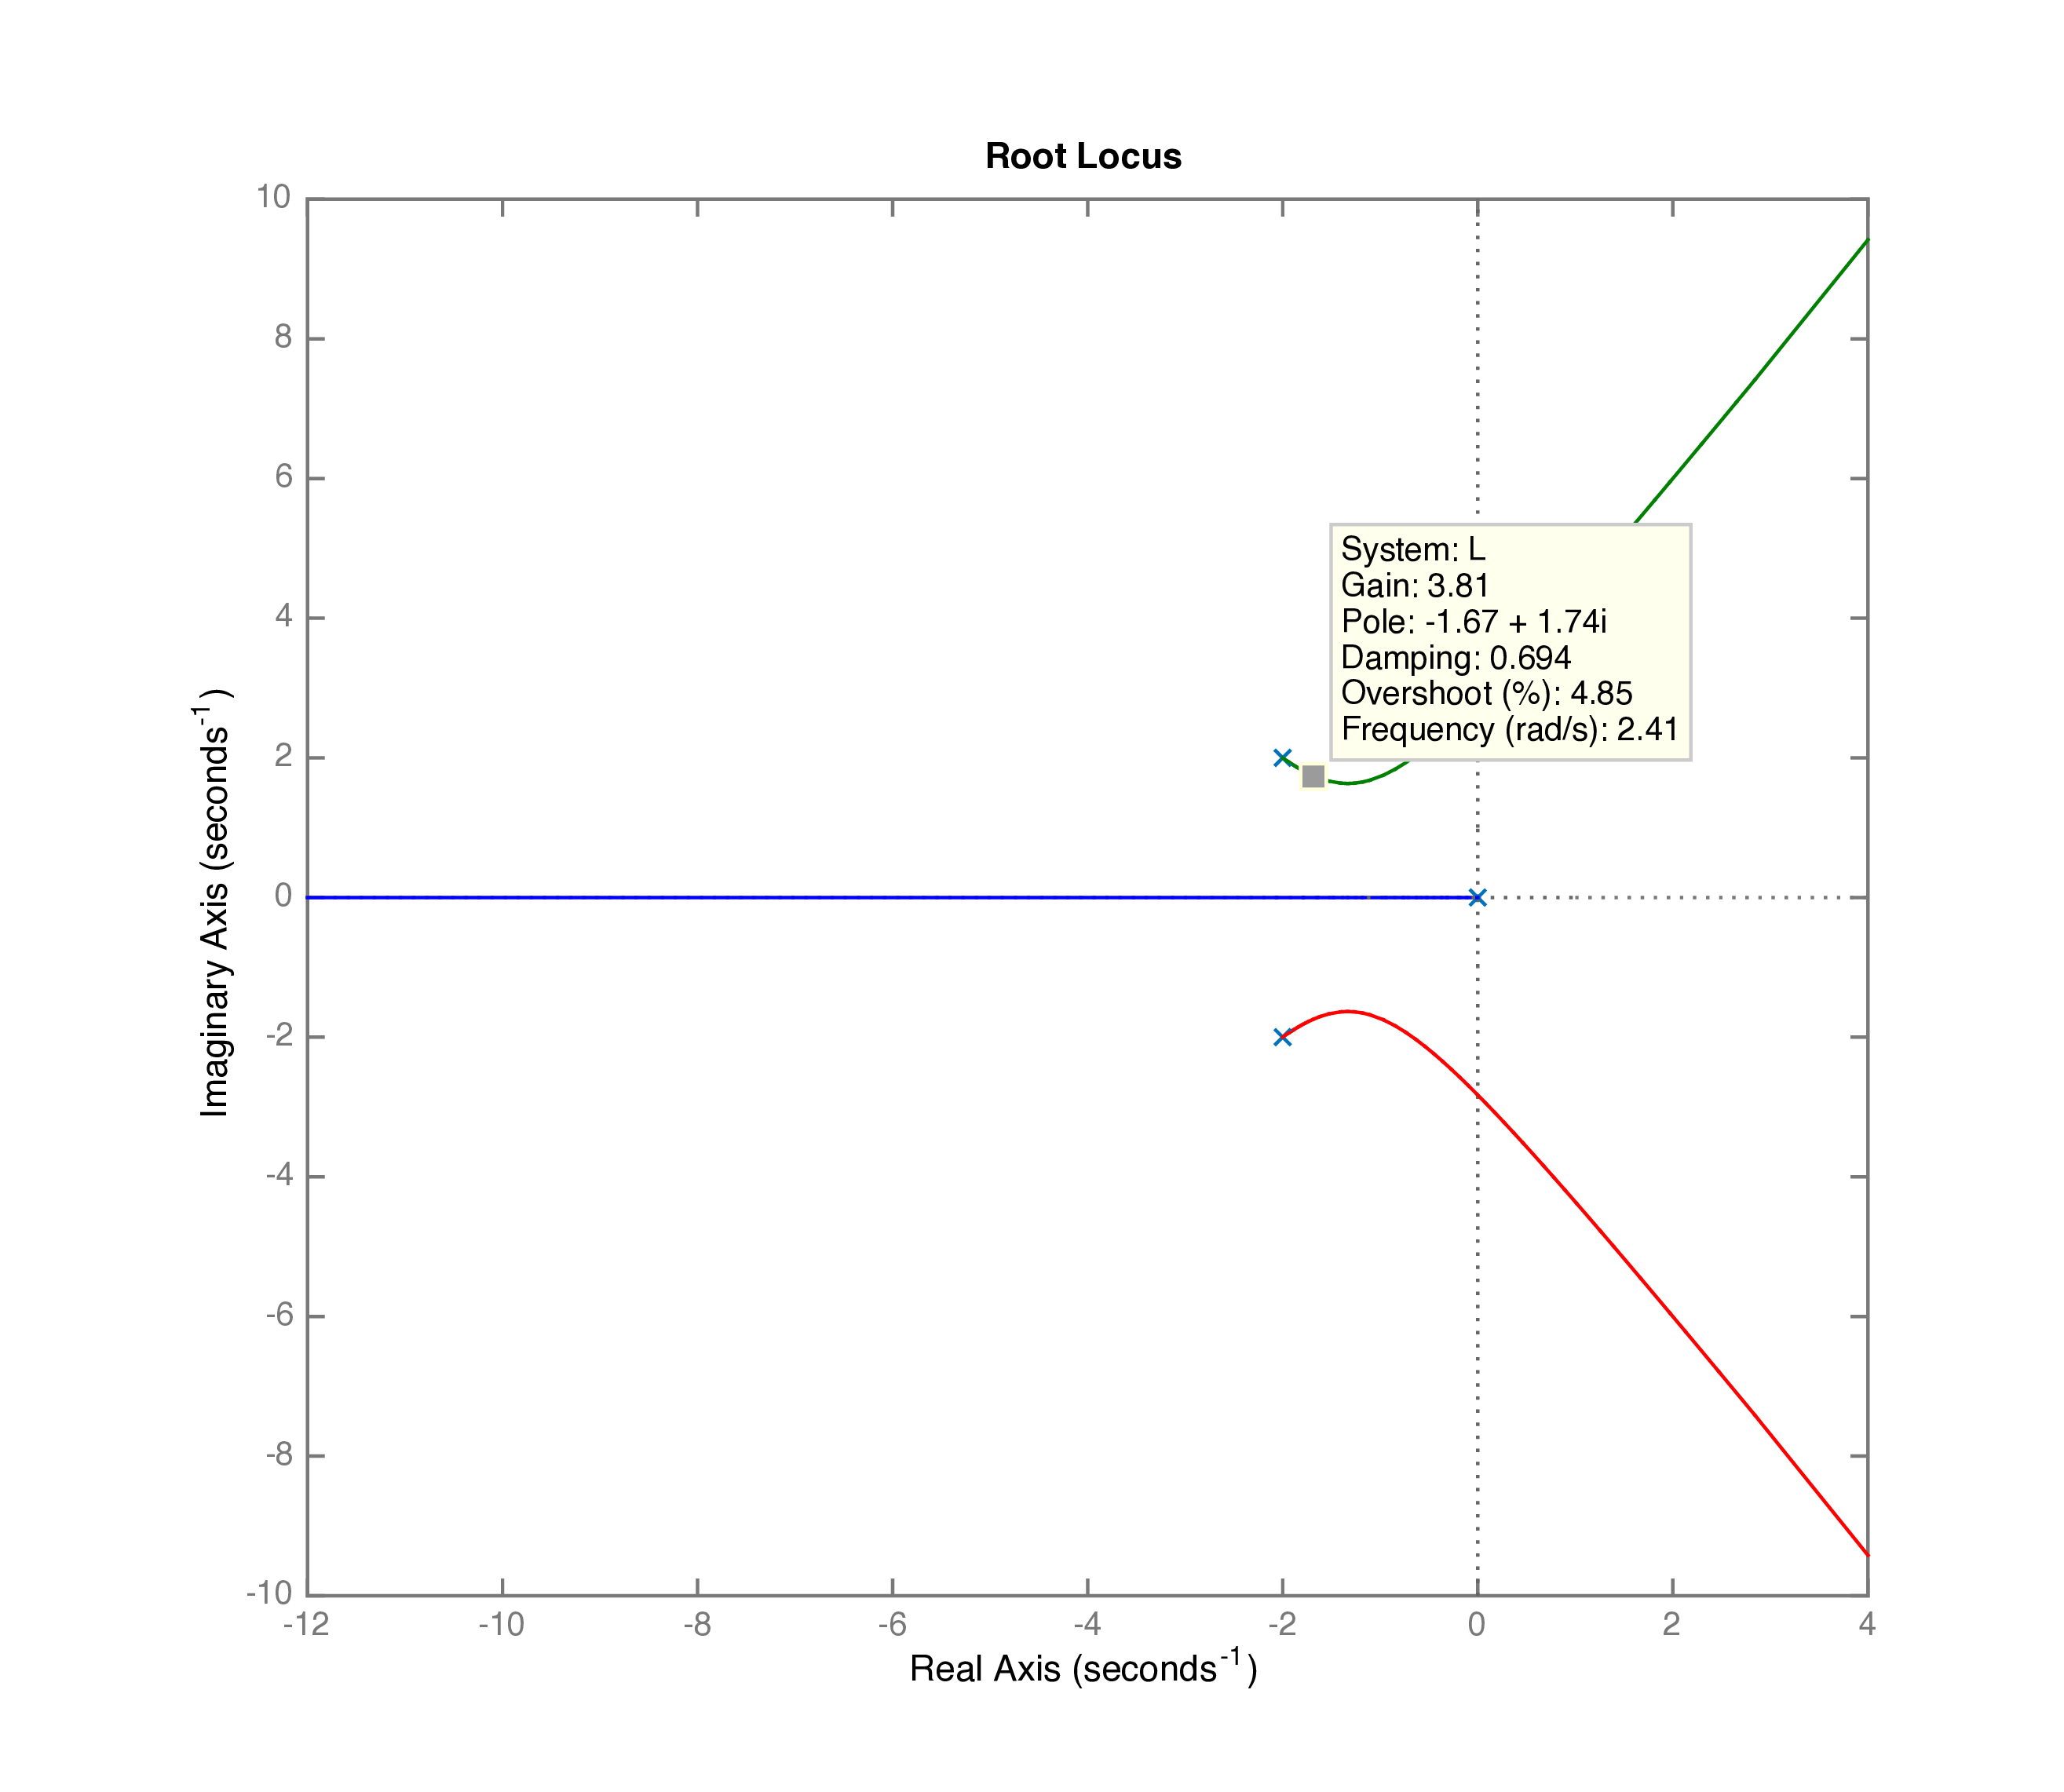 Root Locus
10
8
6
4
2
0
-2
-4
-6
-8
-10
System: L
Gain: 3.81
Pole: -1.67 + 1.74i
Damping: 0.694
Overshoot (%): 4.85
Frequency (rad/s): 2.41
Imaginary Axis (seconds⁻¹)
-12 -10 -8 -6 -4 -2 0 2 4
Real Axis (seconds⁻¹)